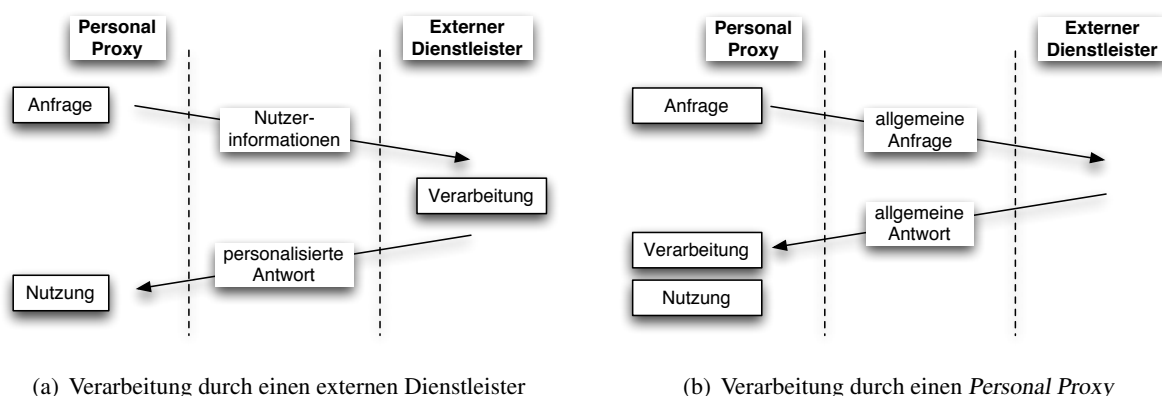 Personal
Proxy
Externer
Dienstleister
Anfrage
Nutzer-
informationen
Verarbeitung
personalisierte
Antwort
Nutzung
(a) Verarbeitung durch einen externen Dienstleister
Personal
Proxy
Externer
Dienstleister
Anfrage
allgemeine
Anfrage
allgemeine
Antwort
Verarbeitung
Nutzung
(b) Verarbeitung durch einen Personal Proxy